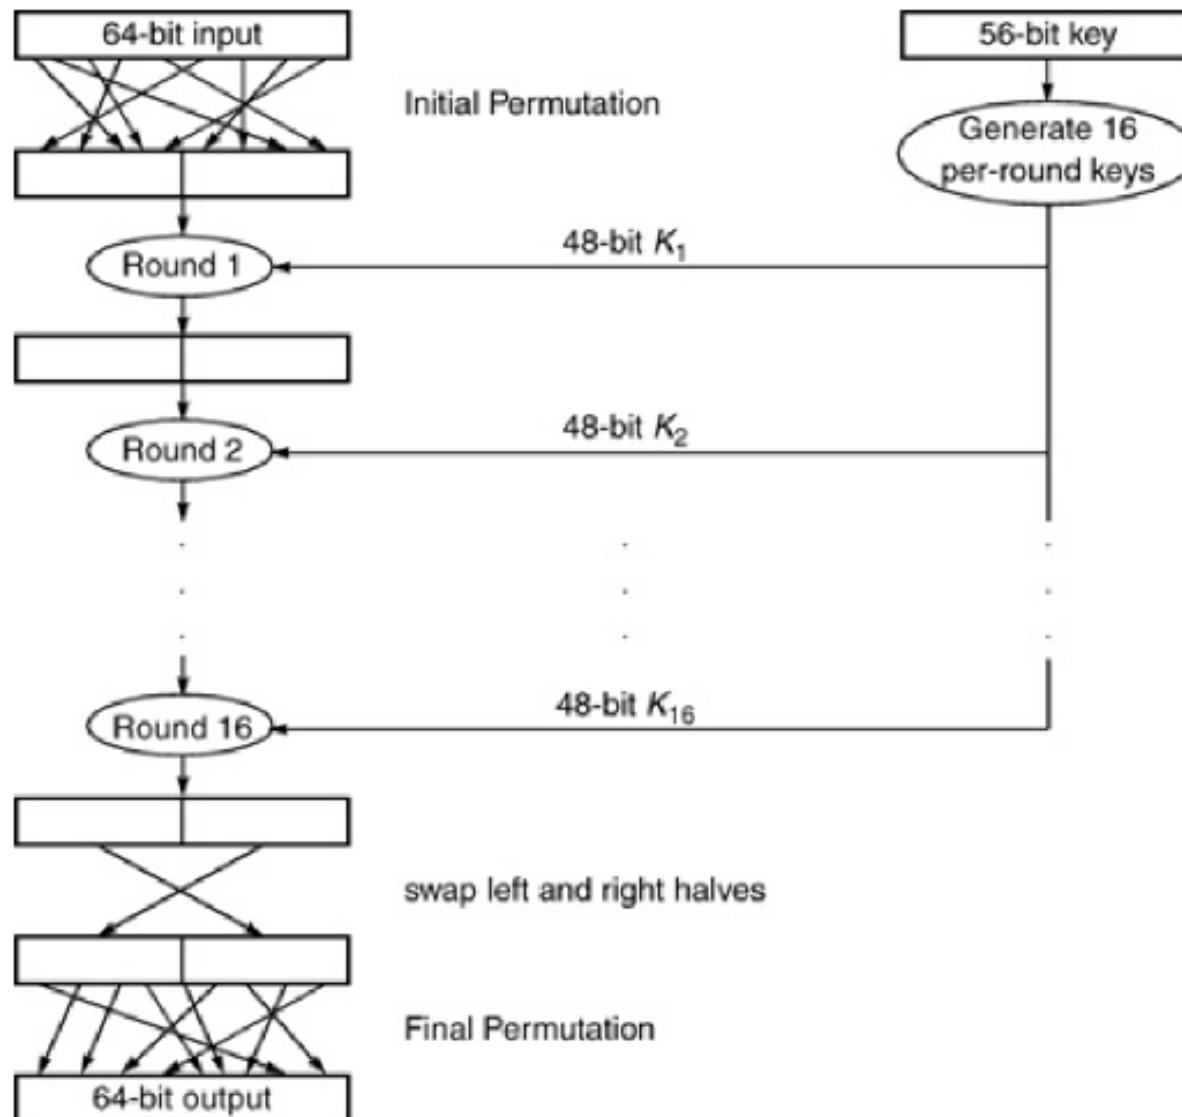 64-bit input
56-bit key
Initial Permutation
Generate 16
per-round keys
48-bit K1
Round 1
48-bit K2
Round 2
48-bit K16
Round 16
swap left and right halves
Final Permutation
64-bit output